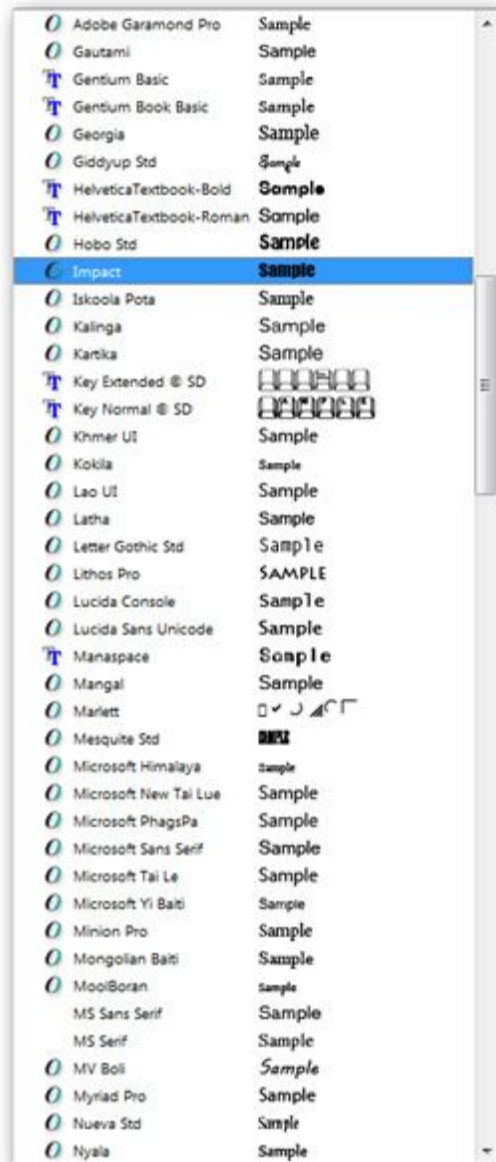 Adobe Garamond Pro Sample
Gautami Sample
Gentium Basic Sample
Gentium Book Basic Sample
Georgia Sample
Giddyup Std Sample
HelveticaTextbook-Bold Sample
HelveticaTextbook-Roman Sample
Hobo Std Sample
Impact Sample
Iskoola Pota Sample
Kalinga Sample
Kartika Sample
Key Extended © SD
Key Normal © SD
Khmer UI Sample
Kokila Sample
Lao UI Sample
Latha Sample
Letter Gothic Std Sample
Lithos Pro SAMPLE
Lucida Console Sample
Lucida Sans Unicode Sample
Manaspace Sample
Mangal Sample
Marlett
Mesquite Std SAMPLE
Microsoft Himalaya Sample
Microsoft New Tai Lue Sample
Microsoft PhagsPa Sample
Microsoft Sans Serif Sample
Microsoft Tai Le Sample
Microsoft Yi Baiti Sample
Minion Pro Sample
Mongolian Baiti Sample
MoolBoran Sample
MS Sans Serif Sample
MS Serif Sample
MV Boli Sample
Myriad Pro Sample
Nueva Std Sample
Nyala Sample